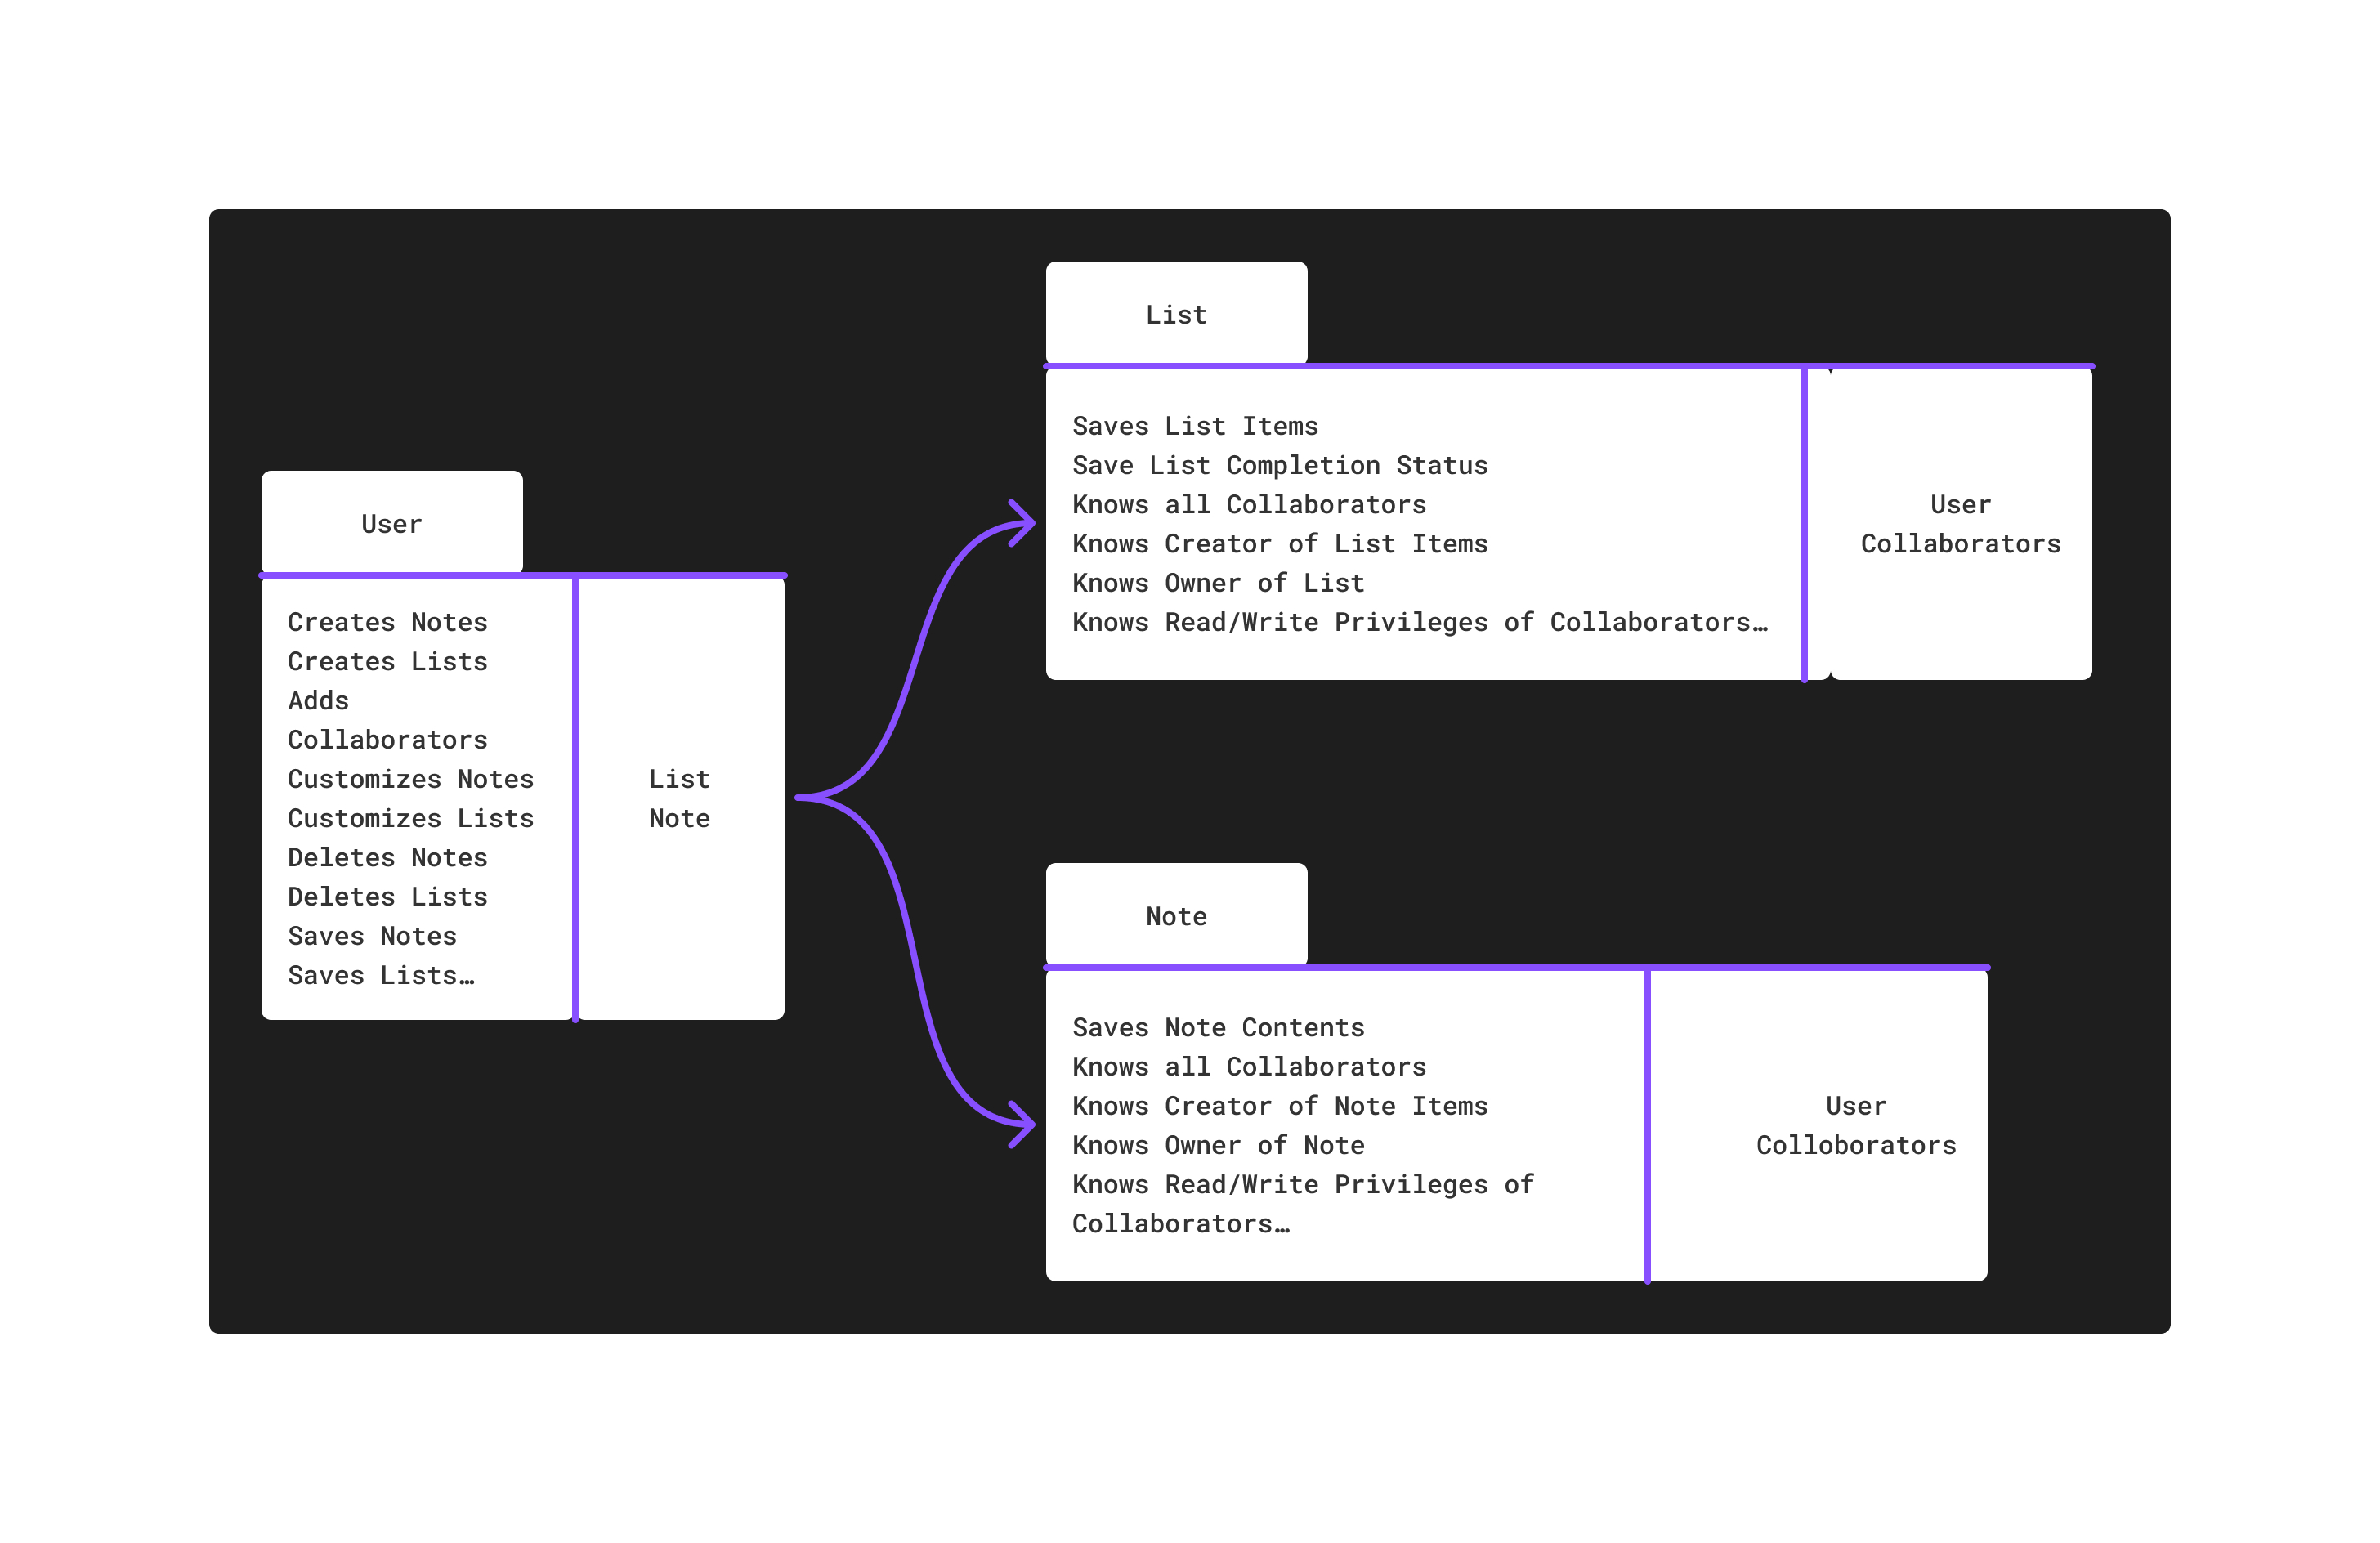 User
Creates Notes
Creates Lists
Adds
Collaborators
Customizes Notes
Customizes Lists
Deletes Notes
Deletes Lists
Saves Notes
Saves Lists…
List
Note
List
Saves List Items
Save List Completion Status
Knows all Collaborators
Knows Creator of List Items
Knows Owner of List
Knows Read/Write Privileges of Collaborators…
User
Collaborators
Note
Saves Note Contents
Knows all Collaborators
Knows Creator of Note Items
Knows Owner of Note
Knows Read/Write Privileges of
Collaborators…
User
Colloborators